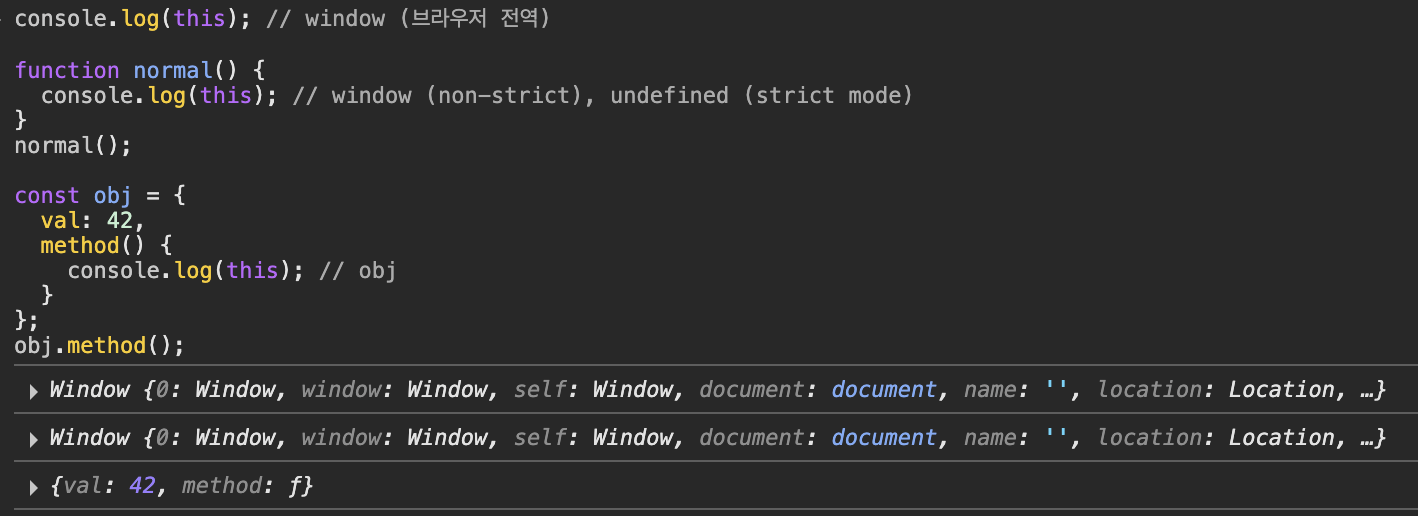 console.log(this); // window (브라우저 전역)
function normal() {
  console.log(this); // window (non-strict), undefined (strict mode)
}
normal();
const obj = {
  val: 42,
  method() {
    console.log(this); // obj
  }
};
obj.method();
▶ Window {0: Window, window: Window, self: Window, document: document, name: '', location: Location, …}
▶ Window {0: Window, window: Window, self: Window, document: document, name: '', location: Location, …}
▶ {val: 42, method: ƒ}